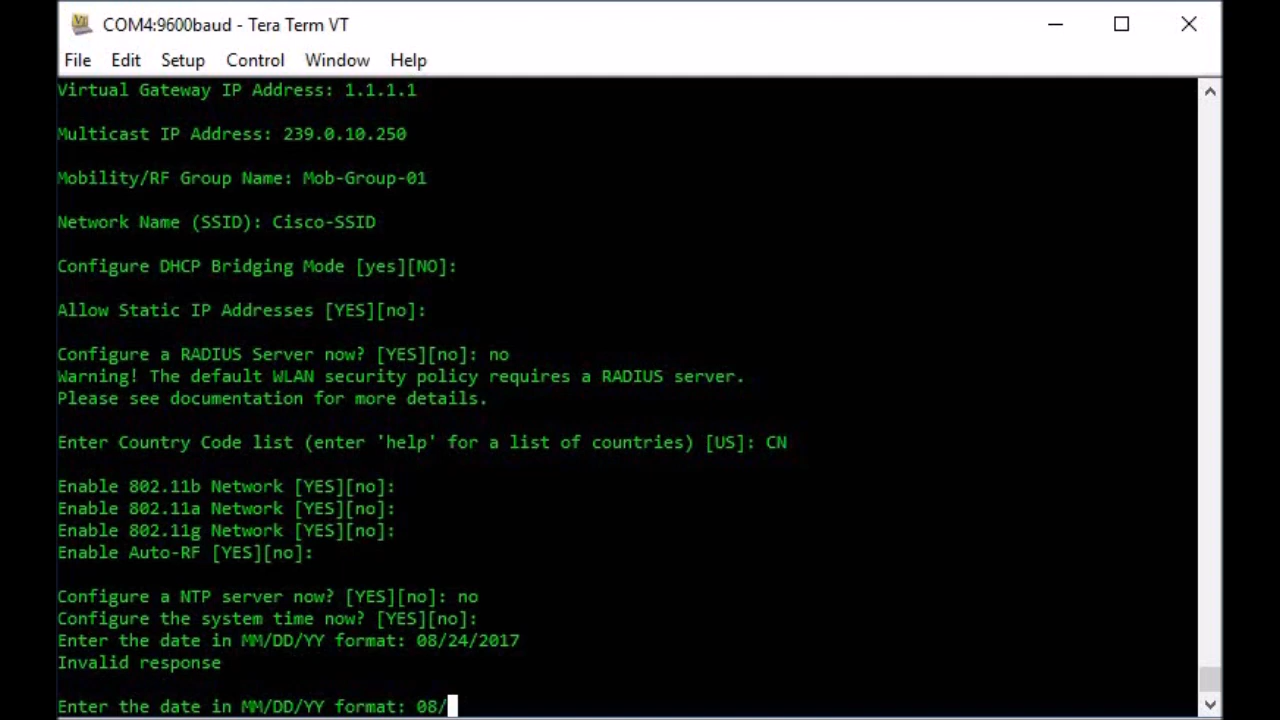 COM4:9600baud - Tera Term VT
File Edit Setup Control Window Help
Virtual Gateway IP Address: 1.1.1.1
Multicast IP Address: 239.0.10.250
Mobility/RF Group Name: Mob-Group-01
Network Name (SSID): Cisco-SSID
Configure DHCP Bridging Mode [yes][NO]:
Allow Static IP Addresses [YES][no]:
Configure a RADIUS Server now? [YES][no]: no
Warning! The default WLAN security policy requires a RADIUS server.
Please see documentation for more details.
Enter Country Code list (enter 'help' for a list of countries) [US]: CN
Enable 802.11b Network [YES][no]:
Enable 802.11a Network [YES][no]:
Enable 802.11g Network [YES][no]:
Enable Auto-RF [YES][no]:
Configure a NTP server now? [YES][no]: no
Configure the system time now? [YES][no]:
Enter the date in MM/DD/YY format: 08/24/2017
Invalid response
Enter the date in MM/DD/YY format: 08/